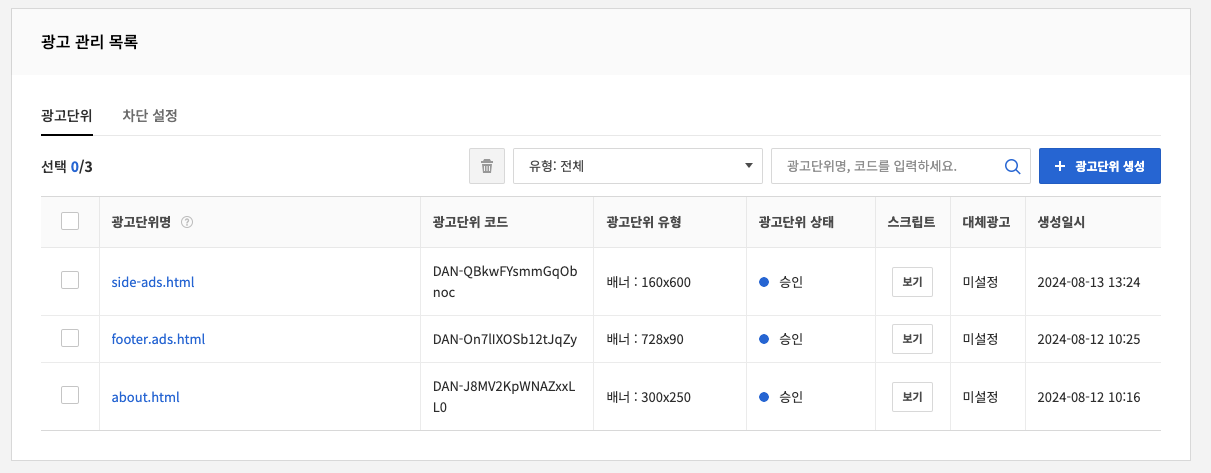 광고 관리 목록
광고단위 차단 설정
선택 0/3 유형: 전체 광고단위명, 코드를 입력하세요. + 광고단위 생성
광고단위명 ? 광고단위 코드 광고단위 유형 광고단위 상태 스크립트 대체광고 생성일시
side-ads.html DAN-QBkwFYsmmGqOb 배너 : 160x600 승인 보기 미설정 2024-08-13 13:24
noc
footer.ads.html DAN-On7lIXOSb12tJqZy 배너 : 728x90 승인 보기 미설정 2024-08-12 10:25
about.html DAN-J8MV2KpWNAZxxL 배너 : 300x250 승인 보기 미설정 2024-08-12 10:16
L0